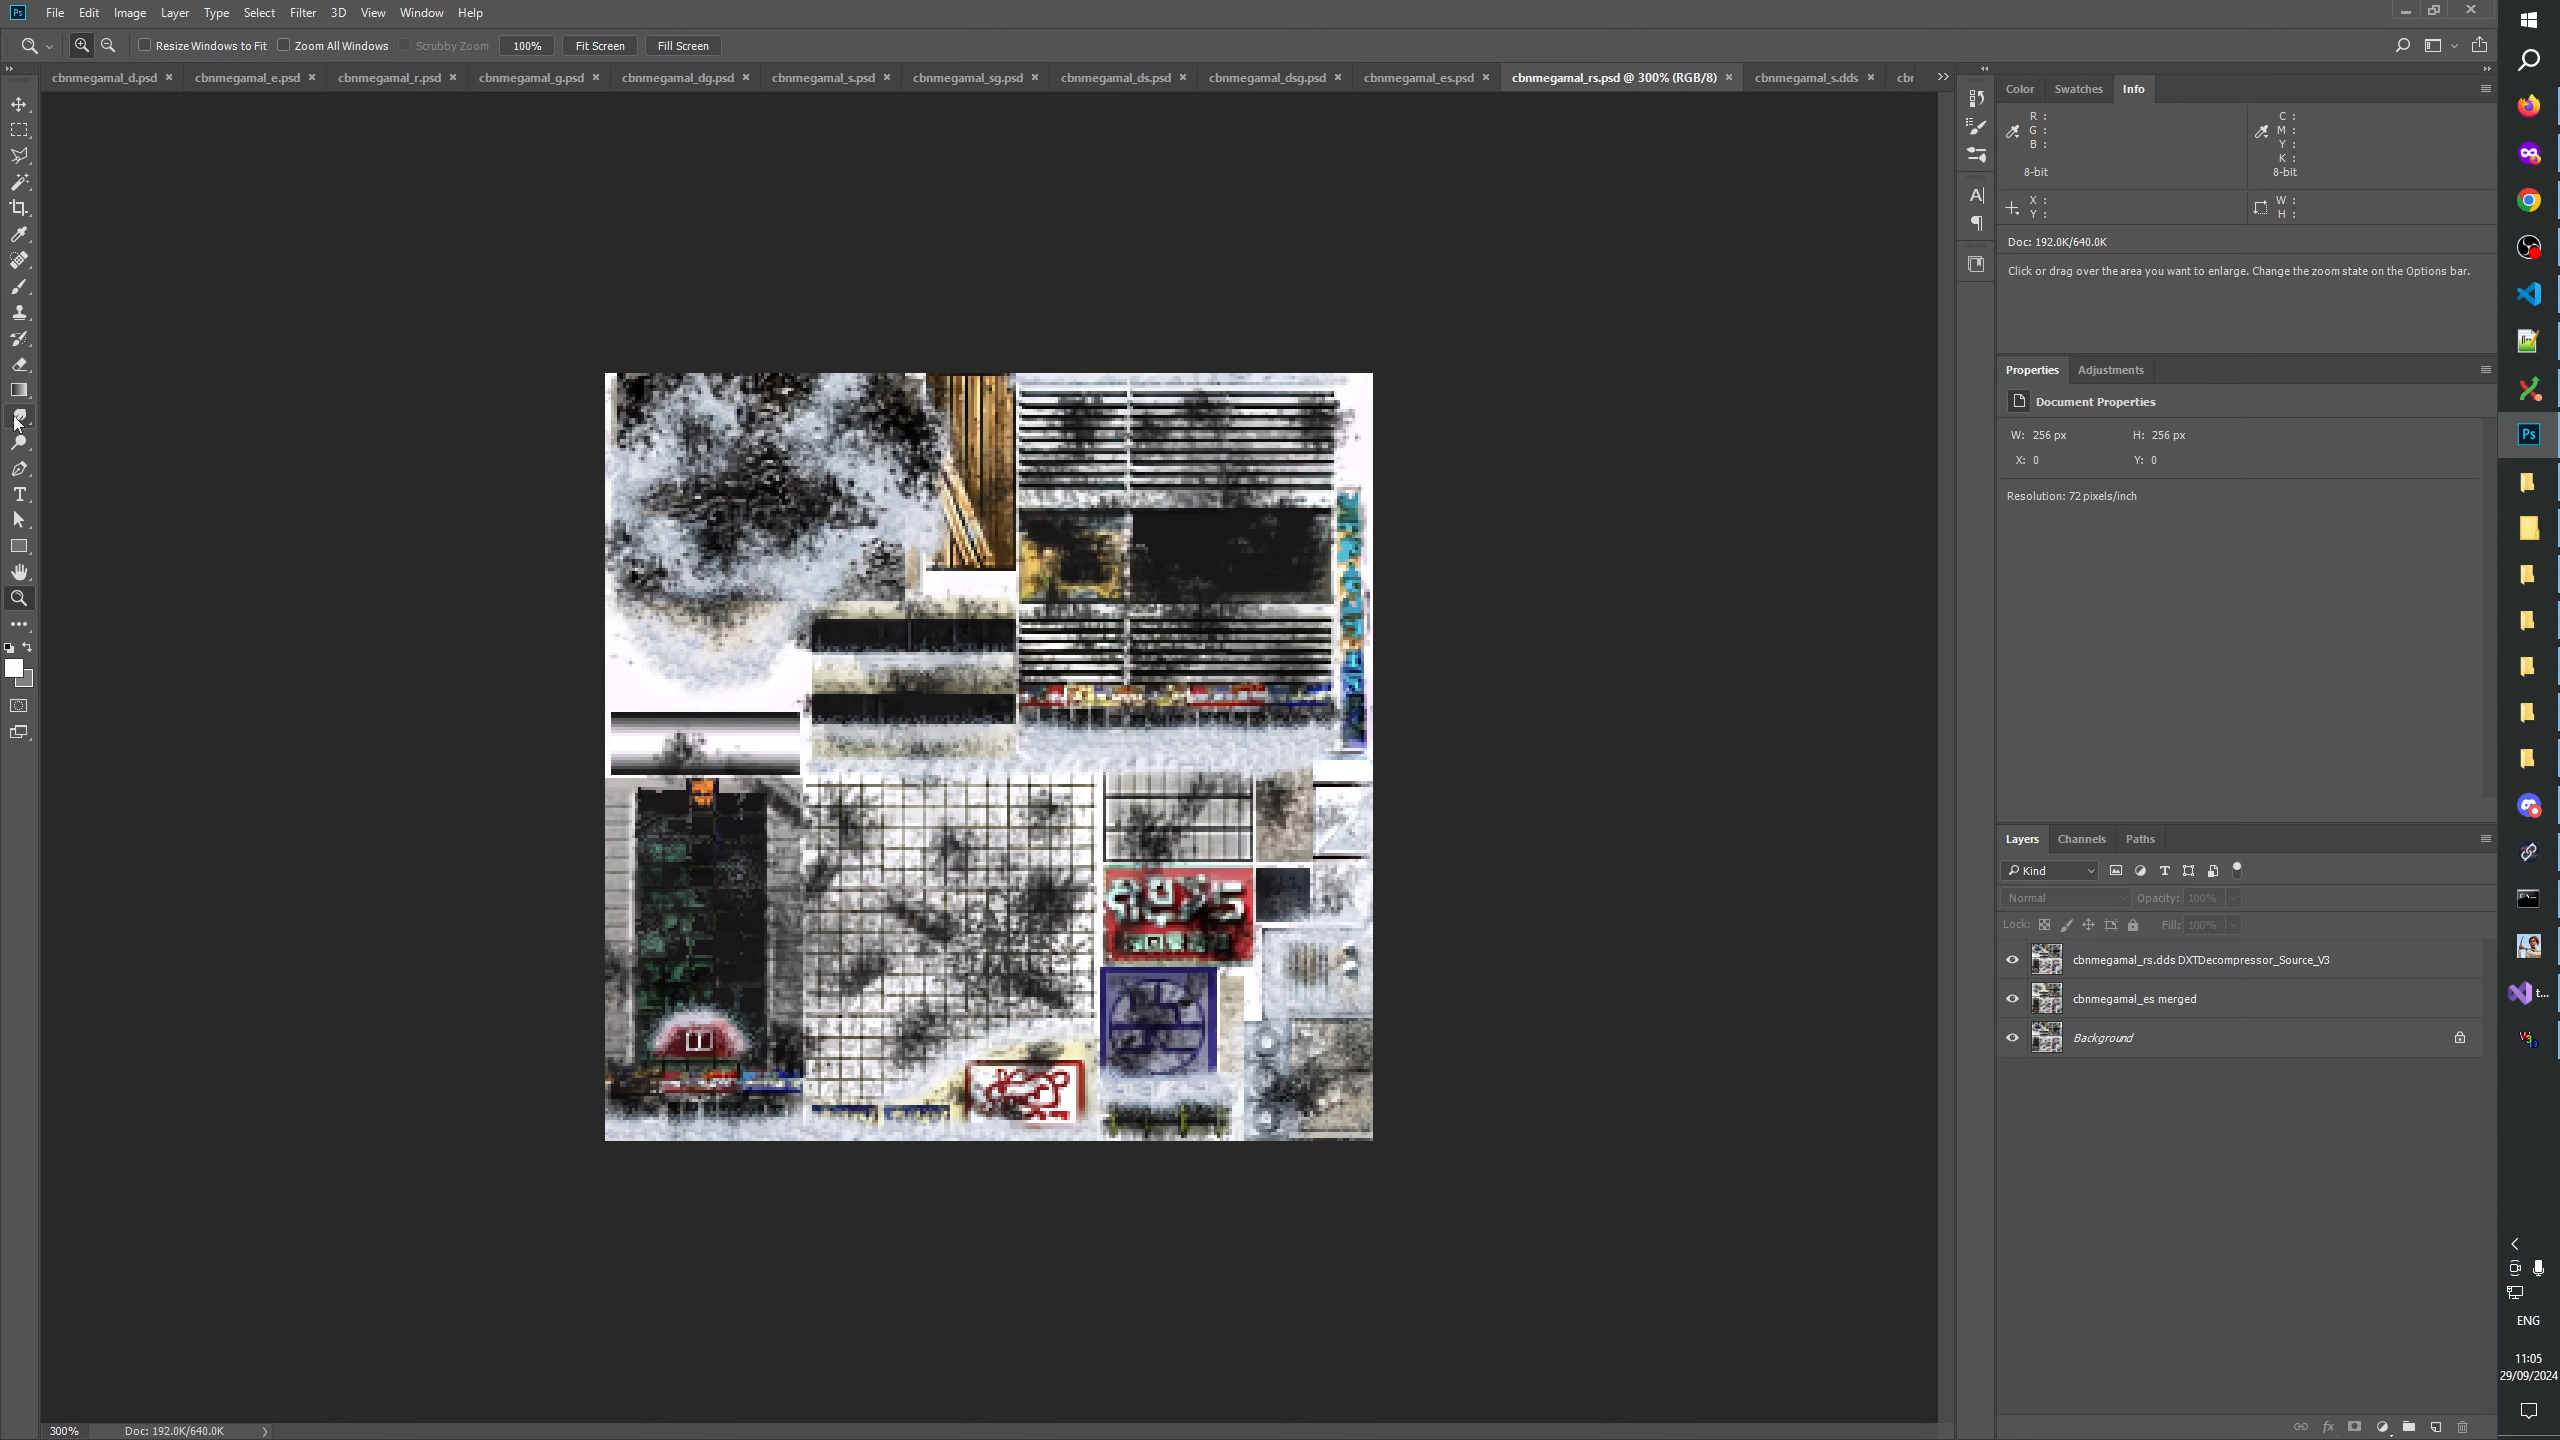 Ps File Edit Image Layer Type Select Filter 3D View Window Help
Resize Windows to Fit Zoom All Windows Scrubby Zoom 100% Fit Screen Fill Screen
cbnmegamal_d.psd × cbnmegamal_e.psd × cbnmegamal_r.psd × cbnmegamal_g.psd × cbnmegamal_dg.psd × cbnmegamal_s.psd × cbnmegamal_sg.psd × cbnmegamal_ds.psd × cbnmegamal_dsg.psd × cbnmegamal_es.psd × cbnmegamal_rs.psd @ 300% (RGB/8) × cbnmegamal_s.dds × cbr
Color Swatches Info
R : C :
G : M :
B : Y :
K :
8-bit 8-bit
X : W :
Y : H :
Doc: 192.0K/640.0K
Click or drag over the area you want to enlarge. Change the zoom state on the Options bar.
Properties Adjustments
Document Properties
W: 256 px H: 256 px
X: 0 Y: 0
Resolution: 72 pixels/inch
Layers Channels Paths
Kind
Normal Opacity: 100%
Lock: Fill: 100%
cbnmegamal_rs.dds DXTDecompressor_Source_V3
cbnmegamal_es merged
Background
300% Doc: 192.0K/640.0K
Ps
t...
ENG
11:05
29/09/2024